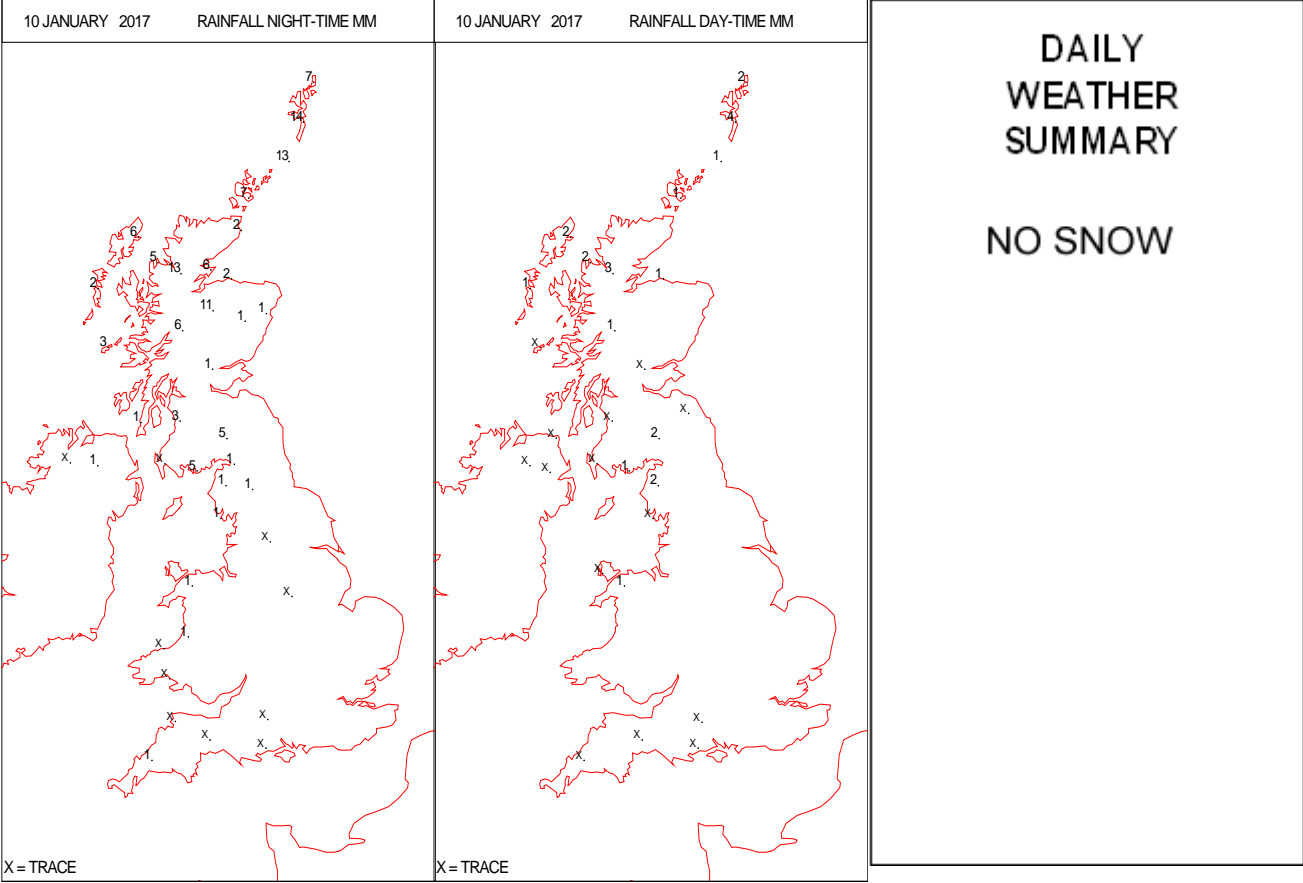 10 JANUARY 2017 RAINFALL NIGHT-TIME MM
7
14
13
7
2
6
5
13
6
2
2
11
1
1
6
3
1
1
3
5
X
1
X
5
1
1
1
1
X
1
X
1
X
X
X
X
X
X
1
X = TRACE
10 JANUARY 2017 RAINFALL DAY-TIME MM
2
4
1
1
2
2
3
1
1
1
X
X
X
X
X
2
X
X
X
1
2
X
X
1
X
X
X
X
X = TRACE
DAILY
WEATHER
SUMMARY
NO SNOW